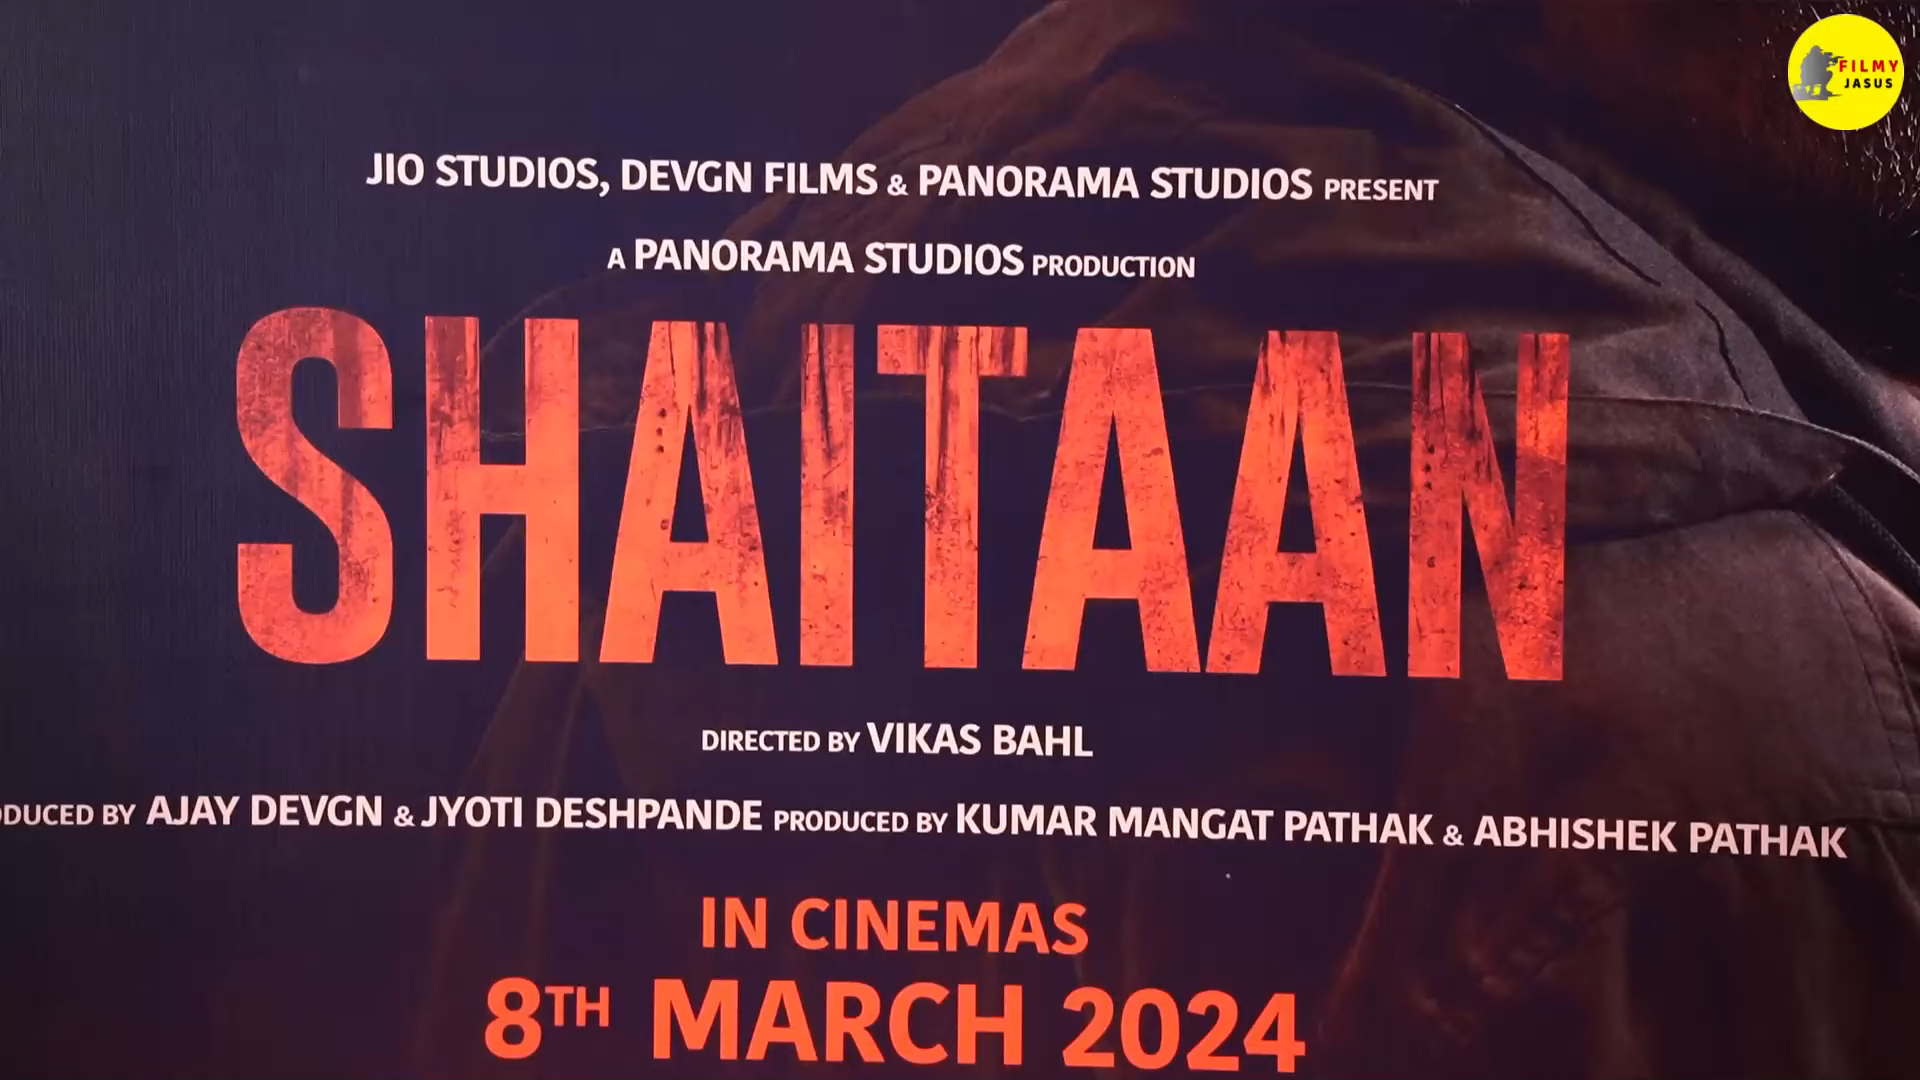 FILMY
JASUS
JIO STUDIOS, DEVGN FILMS & PANORAMA STUDIOS PRESENT
A PANORAMA STUDIOS PRODUCTION
SHAITAAN
DIRECTED BY VIKAS BAHL
ODUCED BY AJAY DEVGN & JYOTI DESHPANDE PRODUCED BY KUMAR MANGAT PATHAK & ABHISHEK PATHAK
IN CINEMAS
8TH MARCH 2024